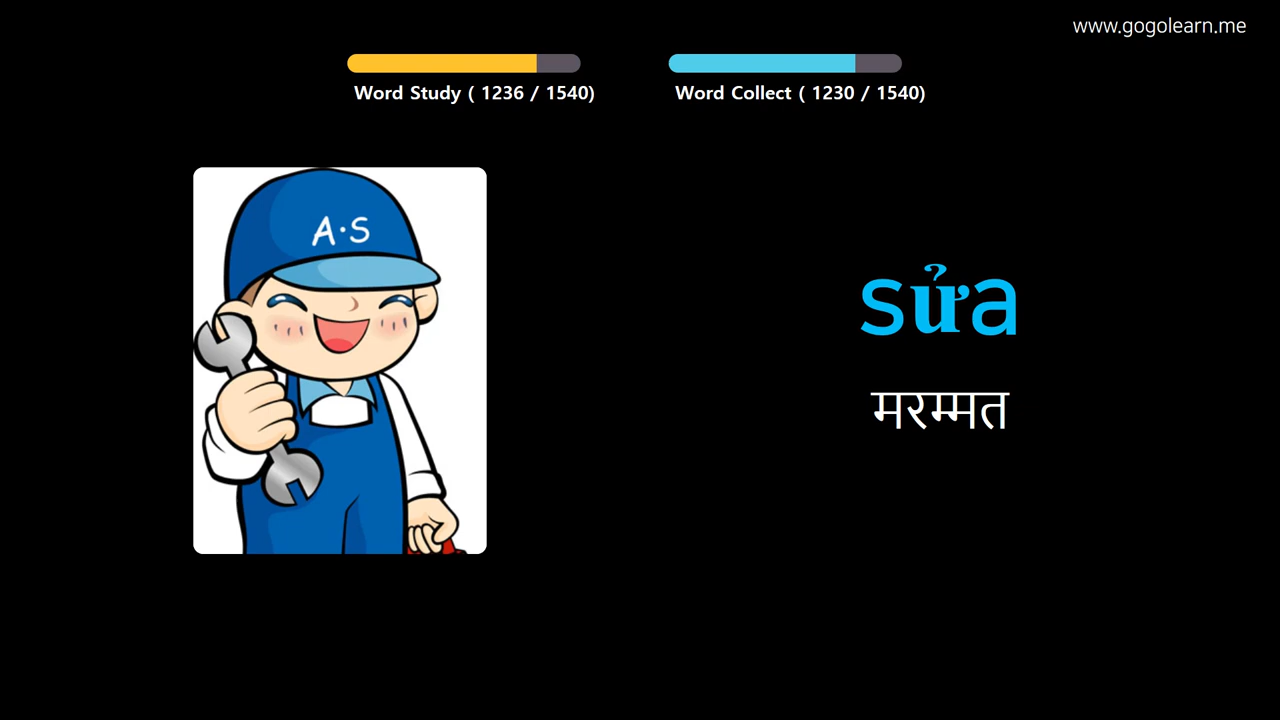 www.gogolearn.me
Word Study ( 1236 / 1540)
Word Collect ( 1230 / 1540)
A·S
sửa
मरम्मत